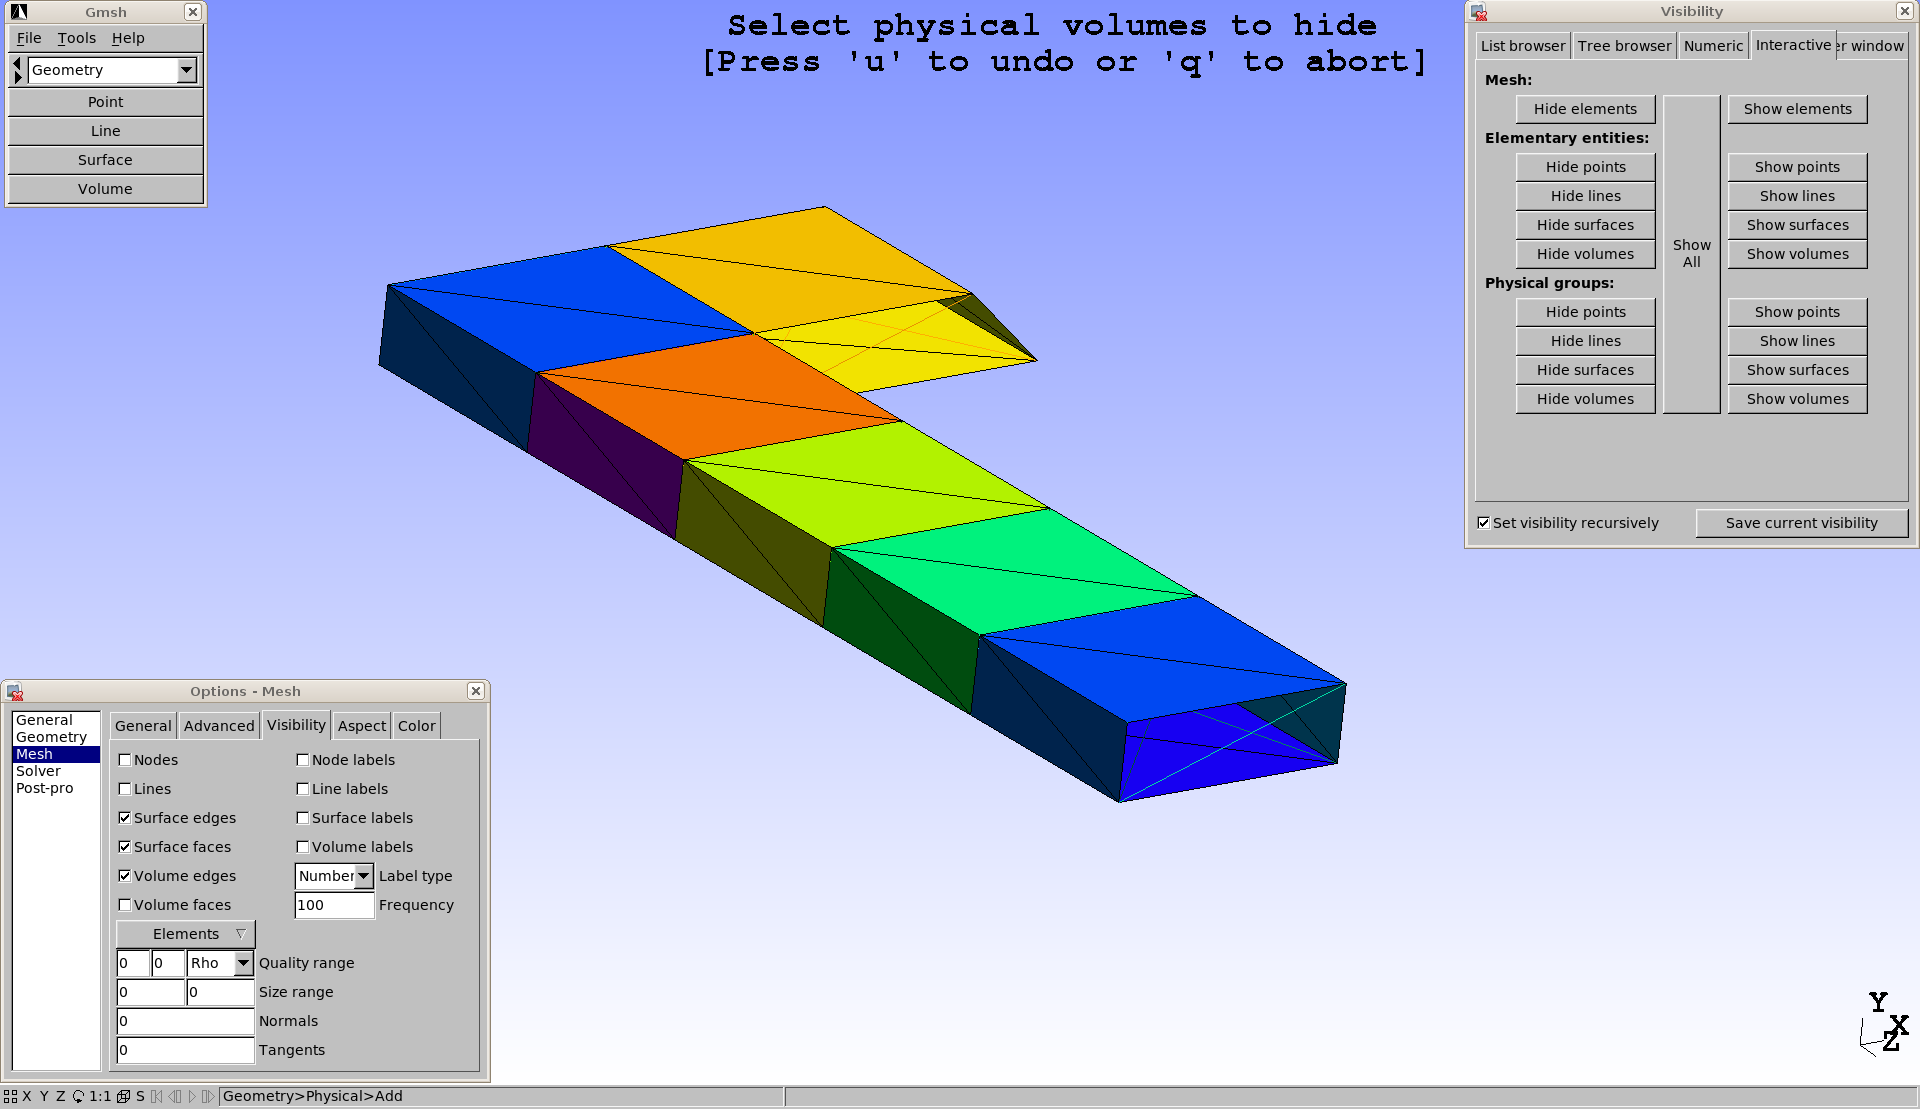 Gmsh
File Tools Help
Geometry
Point
Line
Surface
Volume
Select physical volumes to hide
[Press 'u' to undo or 'q' to abort]
Visibility
List browser Tree browser Numeric Interactive er window
Mesh:
Hide elements
Show elements
Elementary entities:
Hide points
Show points
Hide lines
Show lines
Hide surfaces
Show surfaces
Hide volumes
Show volumes
Show
All
Physical groups:
Hide points
Show points
Hide lines
Show lines
Hide surfaces
Show surfaces
Hide volumes
Show volumes
Set visibility recursively
Save current visibility
Options - Mesh
General
Geometry
Mesh
Solver
Post-pro
General Advanced Visibility Aspect Color
Nodes
Node labels
Lines
Line labels
Surface edges
Surface labels
Surface faces
Volume labels
Volume edges
Number Label type
Volume faces
100 Frequency
Elements
0 0 Rho Quality range
0 0 Size range
0 Normals
0 Tangents
Y
X
Z
X Y Z 1:1 S Geometry>Physical>Add